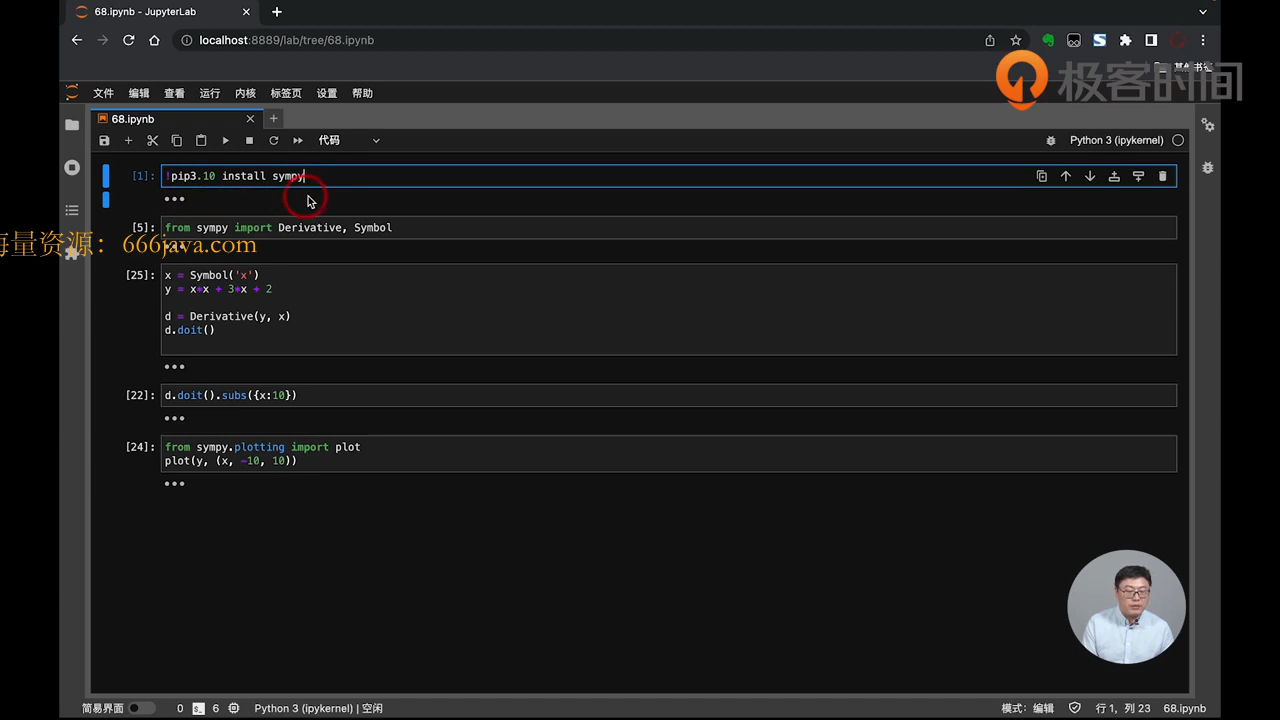 68.ipynb - JupyterLab
localhost:8889/lab/tree/68.ipynb
极客时间
文件 编辑 查看 运行 内核 标签页 设置 帮助
68.ipynb
代码
Python 3 (ipykernel)
[1]: !pip3.10 install sympy
[5]: from sympy import Derivative, Symbol
海量资源：666java.com
[25]: x = Symbol('x')
y = x*x + 3*x + 2
d = Derivative(y, x)
d.doit()
[22]: d.doit().subs({x:10})
[24]: from sympy.plotting import plot
plot(y, (x, -10, 10))
简易界面 0 6 Python 3 (ipykernel) | 空闲 模式：编辑 行 1, 列 23 68.ipynb